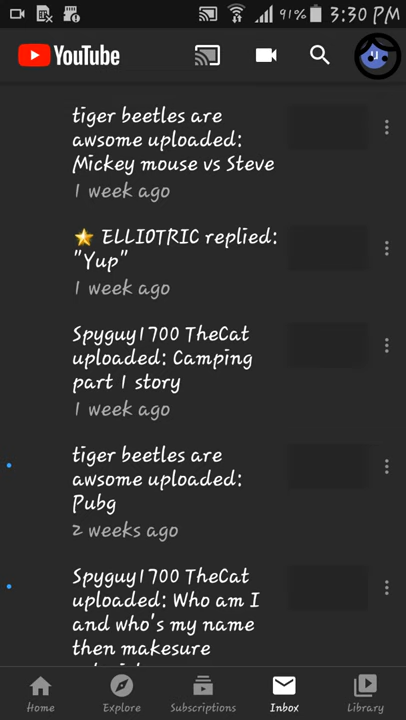 91% 3:30 PM
YouTube
tiger beetles are
awsome uploaded:
Mickey mouse vs Steve
1 week ago
⭐ ELLIOTRIC replied:
"Yup"
1 week ago
Spyguy1700 TheCat
uploaded: Camping
part 1 story
1 week ago
tiger beetles are
awsome uploaded:
Pubg
2 weeks ago
Spyguy1700 TheCat
uploaded: Who am I
and who's my name
then makesure
Home Explore Subscriptions Inbox Library